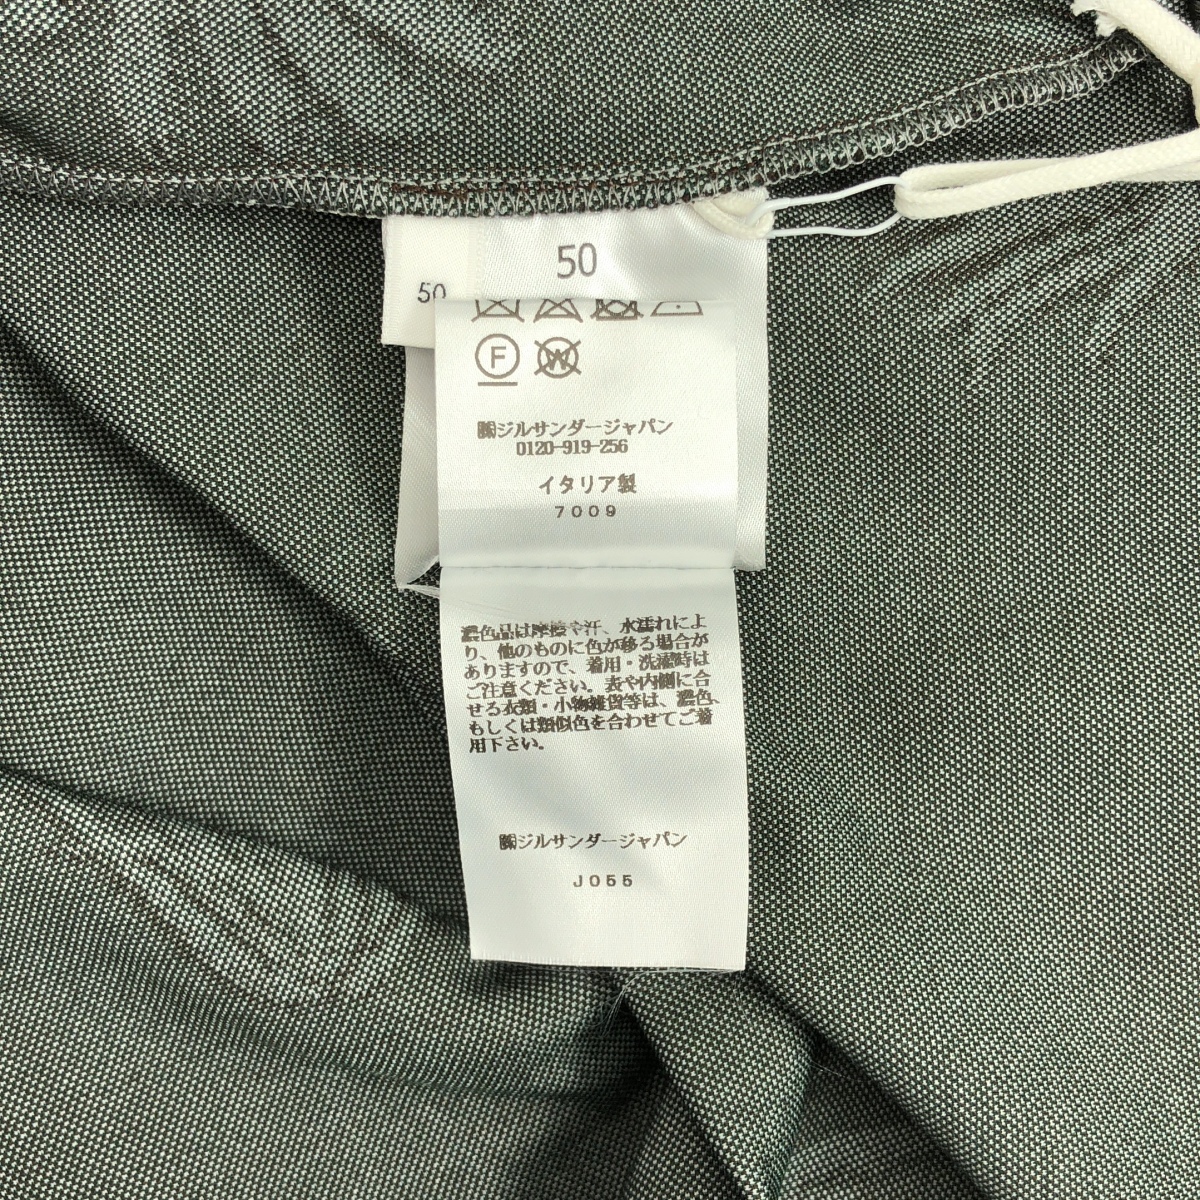 50
50
F
W
㈱ジルサンダージャパン
0120-919-256
イタリア製
7009
濃色品は摩擦や汗、水濡れによ
り、他のものに色が移る場合が
ありますので、着用・洗濯時は
ご注意ください。表や内側に合
せる衣類・小物雑貨等は、濃色、
もしくは類似色を合わせてご着
用下さい。
㈱ジルサンダージャパン
J055